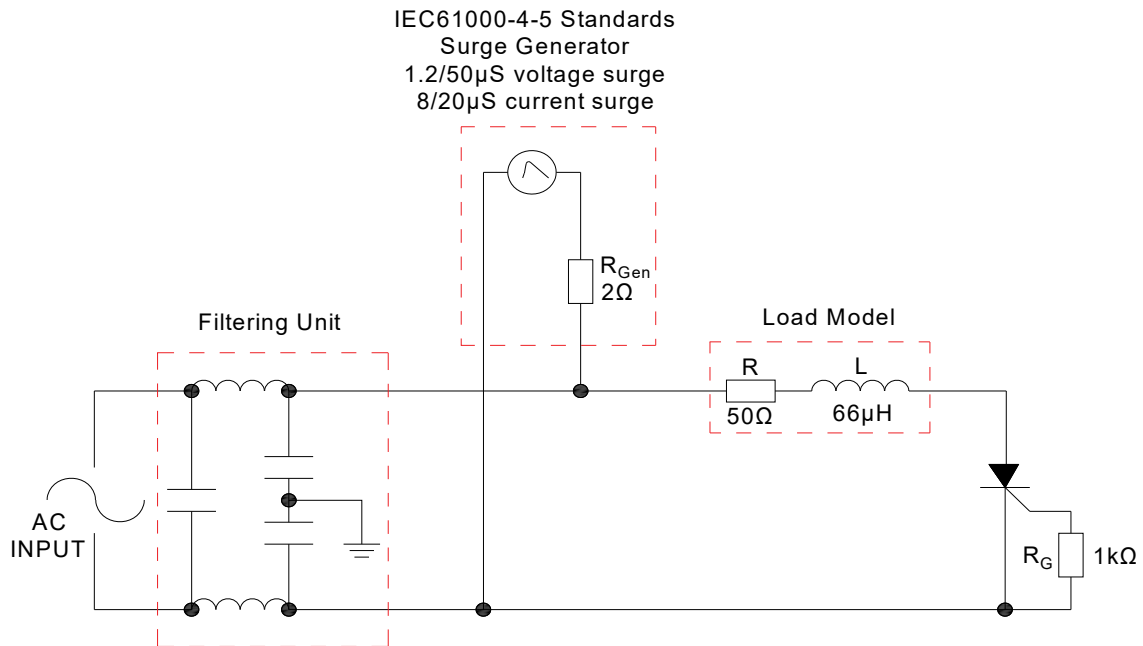 IEC61000-4-5 Standards
Surge Generator
1.2/50μS voltage surge
8/20μS current surge
RGen
2Ω
Filtering Unit
Load Model
R
L
50Ω
66μH
AC
INPUT
RG
1kΩ